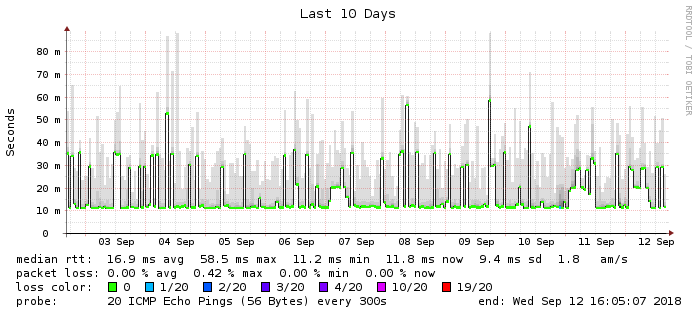 Last 10 Days
RRDTOOL / TOBI OETIKER
Seconds
80 m
70 m
60 m
50 m
40 m
30 m
20 m
10 m
0
03 Sep 04 Sep 05 Sep 06 Sep 07 Sep 08 Sep 09 Sep 10 Sep 11 Sep 12 Sep
median rtt: 16.9 ms avg 58.5 ms max 11.2 ms min 11.8 ms now 9.4 ms sd 1.8 am/s
packet loss: 0.00 % avg 0.42 % max 0.00 % min 0.00 % now
loss color: 0 1/20 2/20 3/20 4/20 10/20 19/20
probe: 20 ICMP Echo Pings (56 Bytes) every 300s end: Wed Sep 12 16:05:07 2018